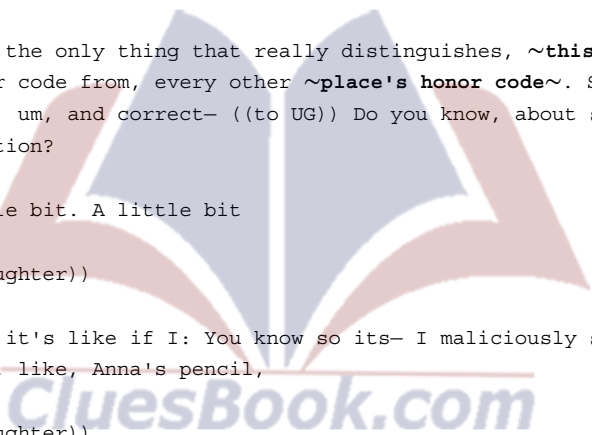 the only thing that really distinguishes, ~this
r code from, every other ~place's honor code~. S
um, and correct— ((to UG)) Do you know, about s
tion?
le bit. A little bit
ughter))
it's like if I: You know so its— I maliciously s
like, Anna's pencil,
CluesBook.com
ughter))